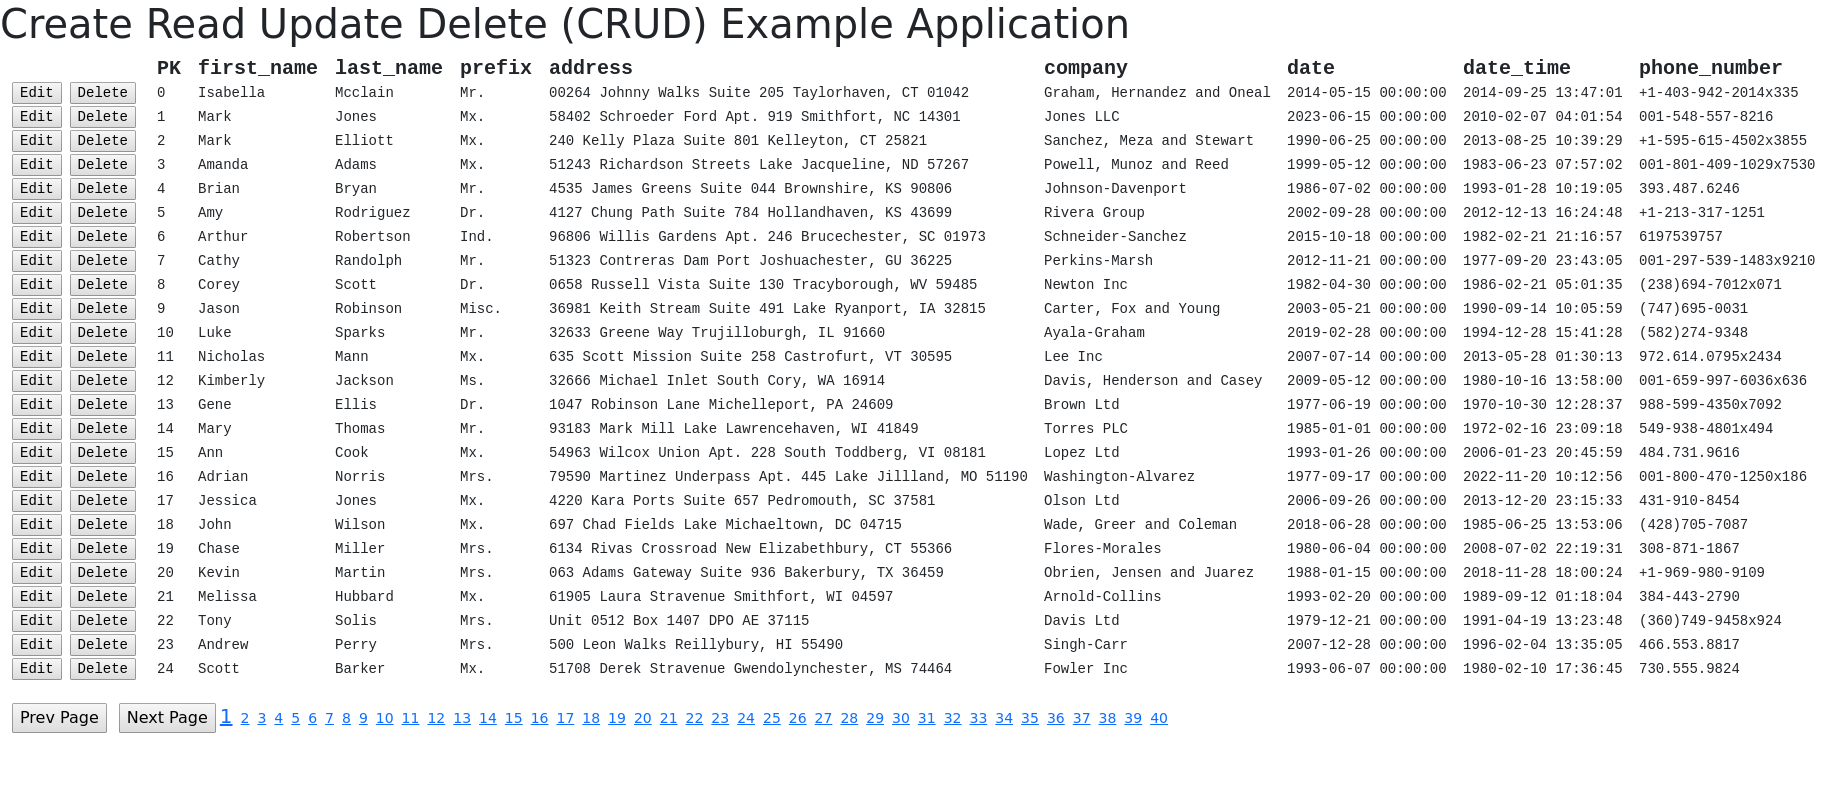 Create Read Update Delete (CRUD) Example Application
PK first_name last_name prefix address company date date_time phone_number
Edit Delete 0 Isabella Mcclain Mr. 00264 Johnny Walks Suite 205 Taylorhaven, CT 01042 Graham, Hernandez and Oneal 2014-05-15 00:00:00 2014-09-25 13:47:01 +1-403-942-2014x335
Edit Delete 1 Mark Jones Mx. 58402 Schroeder Ford Apt. 919 Smithfort, NC 14301 Jones LLC 2023-06-15 00:00:00 2010-02-07 04:01:54 001-548-557-8216
Edit Delete 2 Mark Elliott Mx. 240 Kelly Plaza Suite 801 Kelleyton, CT 25821 Sanchez, Meza and Stewart 1990-06-25 00:00:00 2013-08-25 10:39:29 +1-595-615-4502x3855
Edit Delete 3 Amanda Adams Mx. 51243 Richardson Streets Lake Jacqueline, ND 57267 Powell, Munoz and Reed 1999-05-12 00:00:00 1983-06-23 07:57:02 001-801-409-1029x7530
Edit Delete 4 Brian Bryan Mr. 4535 James Greens Suite 044 Brownshire, KS 90806 Johnson-Davenport 1986-07-02 00:00:00 1993-01-28 10:19:05 393.487.6246
Edit Delete 5 Amy Rodriguez Dr. 4127 Chung Path Suite 784 Hollandhaven, KS 43699 Rivera Group 2002-09-28 00:00:00 2012-12-13 16:24:48 +1-213-317-1251
Edit Delete 6 Arthur Robertson Ind. 96806 Willis Gardens Apt. 246 Brucechester, SC 01973 Schneider-Sanchez 2015-10-18 00:00:00 1982-02-21 21:16:57 6197539757
Edit Delete 7 Cathy Randolph Mr. 51323 Contreras Dam Port Joshuachester, GU 36225 Perkins-Marsh 2012-11-21 00:00:00 1977-09-20 23:43:05 001-297-539-1483x9210
Edit Delete 8 Corey Scott Dr. 0658 Russell Vista Suite 130 Tracyborough, WV 59485 Newton Inc 1982-04-30 00:00:00 1986-02-21 05:01:35 (238)694-7012x071
Edit Delete 9 Jason Robinson Misc. 36981 Keith Stream Suite 491 Lake Ryanport, IA 32815 Carter, Fox and Young 2003-05-21 00:00:00 1990-09-14 10:05:59 (747)695-0031
Edit Delete 10 Luke Sparks Mr. 32633 Greene Way Trujilloburgh, IL 91660 Ayala-Graham 2019-02-28 00:00:00 1994-12-28 15:41:28 (582)274-9348
Edit Delete 11 Nicholas Mann Mx. 635 Scott Mission Suite 258 Castrofurt, VT 30595 Lee Inc 2007-07-14 00:00:00 2013-05-28 01:30:13 972.614.0795x2434
Edit Delete 12 Kimberly Jackson Ms. 32666 Michael Inlet South Cory, WA 16914 Davis, Henderson and Casey 2009-05-12 00:00:00 1980-10-16 13:58:00 001-659-997-6036x636
Edit Delete 13 Gene Ellis Dr. 1047 Robinson Lane Michelleport, PA 24609 Brown Ltd 1977-06-19 00:00:00 1970-10-30 12:28:37 988-599-4350x7092
Edit Delete 14 Mary Thomas Mr. 93183 Mark Mill Lake Lawrencehaven, WI 41849 Torres PLC 1985-01-01 00:00:00 1972-02-16 23:09:18 549-938-4801x494
Edit Delete 15 Ann Cook Mx. 54963 Wilcox Union Apt. 228 South Toddberg, VI 08181 Lopez Ltd 1993-01-26 00:00:00 2006-01-23 20:45:59 484.731.9616
Edit Delete 16 Adrian Norris Mrs. 79590 Martinez Underpass Apt. 445 Lake Jillland, MO 51190 Washington-Alvarez 1977-09-17 00:00:00 2022-11-20 10:12:56 001-800-470-1250x186
Edit Delete 17 Jessica Jones Mx. 4220 Kara Ports Suite 657 Pedromouth, SC 37581 Olson Ltd 2006-09-26 00:00:00 2013-12-20 23:15:33 431-910-8454
Edit Delete 18 John Wilson Mx. 697 Chad Fields Lake Michaeltown, DC 04715 Wade, Greer and Coleman 2018-06-28 00:00:00 1985-06-25 13:53:06 (428)705-7087
Edit Delete 19 Chase Miller Mrs. 6134 Rivas Crossroad New Elizabethbury, CT 55366 Flores-Morales 1980-06-04 00:00:00 2008-07-02 22:19:31 308-871-1867
Edit Delete 20 Kevin Martin Mrs. 063 Adams Gateway Suite 936 Bakerbury, TX 36459 Obrien, Jensen and Juarez 1988-01-15 00:00:00 2018-11-28 18:00:24 +1-969-980-9109
Edit Delete 21 Melissa Hubbard Mx. 61905 Laura Stravenue Smithfort, WI 04597 Arnold-Collins 1993-02-20 00:00:00 1989-09-12 01:18:04 384-443-2790
Edit Delete 22 Tony Solis Mrs. Unit 0512 Box 1407 DPO AE 37115 Davis Ltd 1979-12-21 00:00:00 1991-04-19 13:23:48 (360)749-9458x924
Edit Delete 23 Andrew Perry Mrs. 500 Leon Walks Reillybury, HI 55490 Singh-Carr 2007-12-28 00:00:00 1996-02-04 13:35:05 466.553.8817
Edit Delete 24 Scott Barker Mx. 51708 Derek Stravenue Gwendolynchester, MS 74464 Fowler Inc 1993-06-07 00:00:00 1980-02-10 17:36:45 730.555.9824
Prev Page Next Page 1 2 3 4 5 6 7 8 9 10 11 12 13 14 15 16 17 18 19 20 21 22 23 24 25 26 27 28 29 30 31 32 33 34 35 36 37 38 39 40